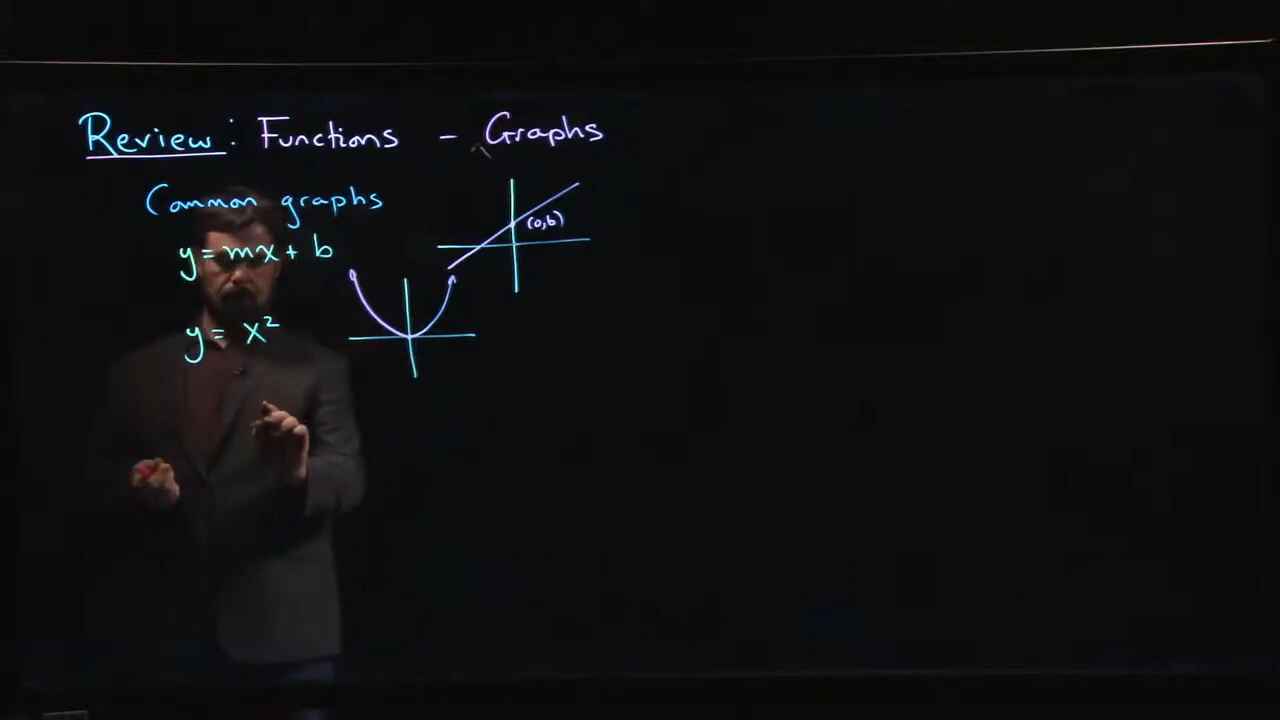 Review: Functions - Graphs
Common graphs
y = mx + b
(0,b)
y = x²